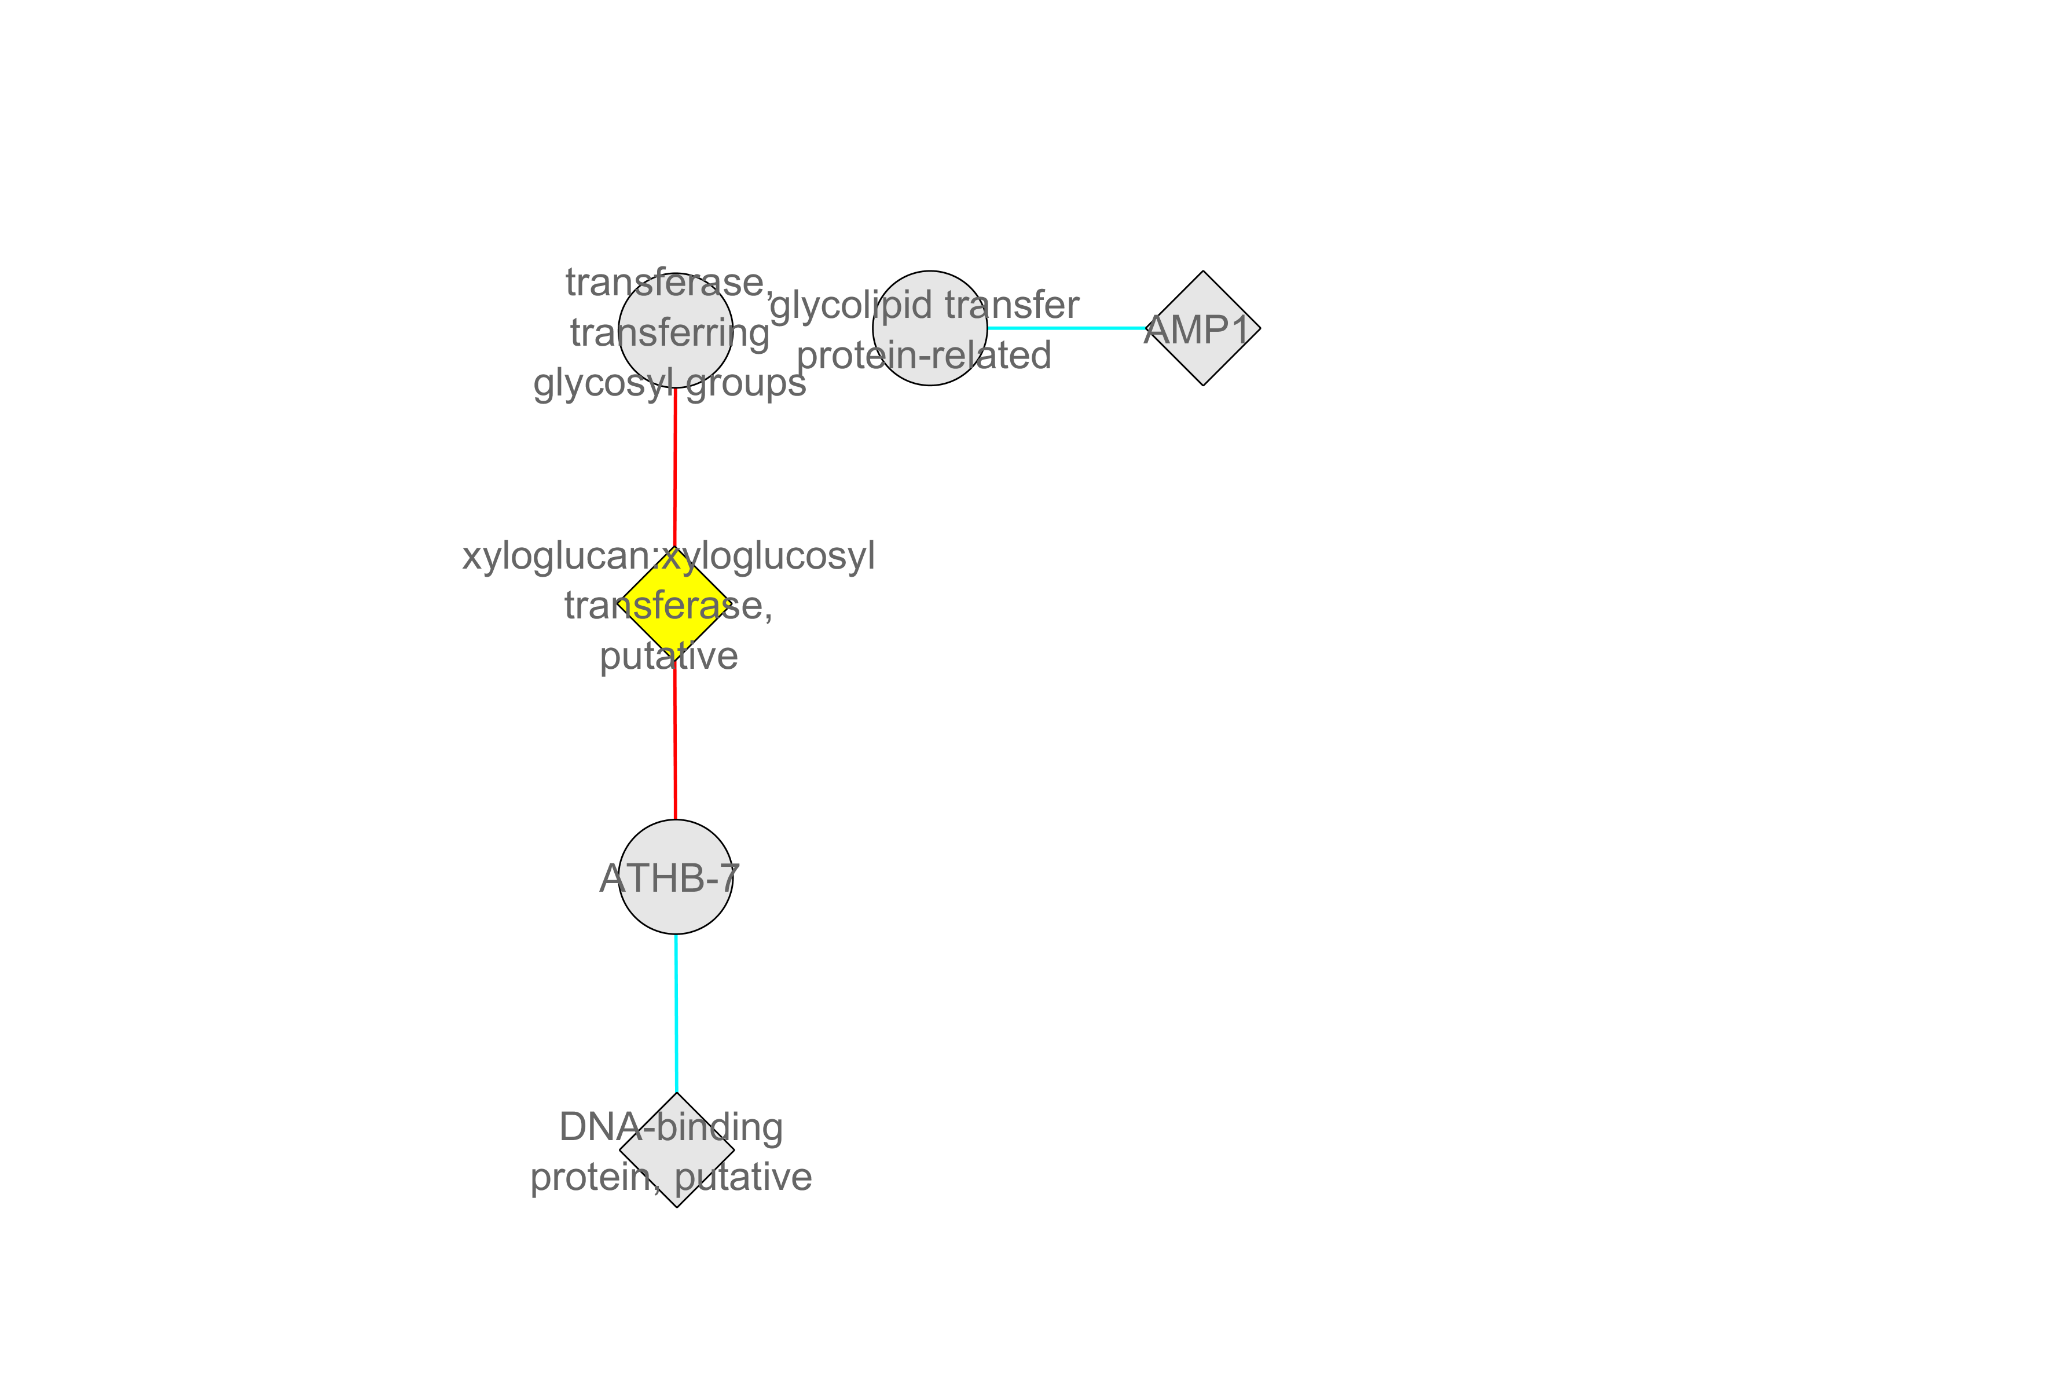 transferase,
transferring
glycosyl groups
glycolipid transfer
protein-related
AMP1
xyloglucan:xyloglucosyl
transferase,
putative
ATHB-7
DNA-binding
protein, putative